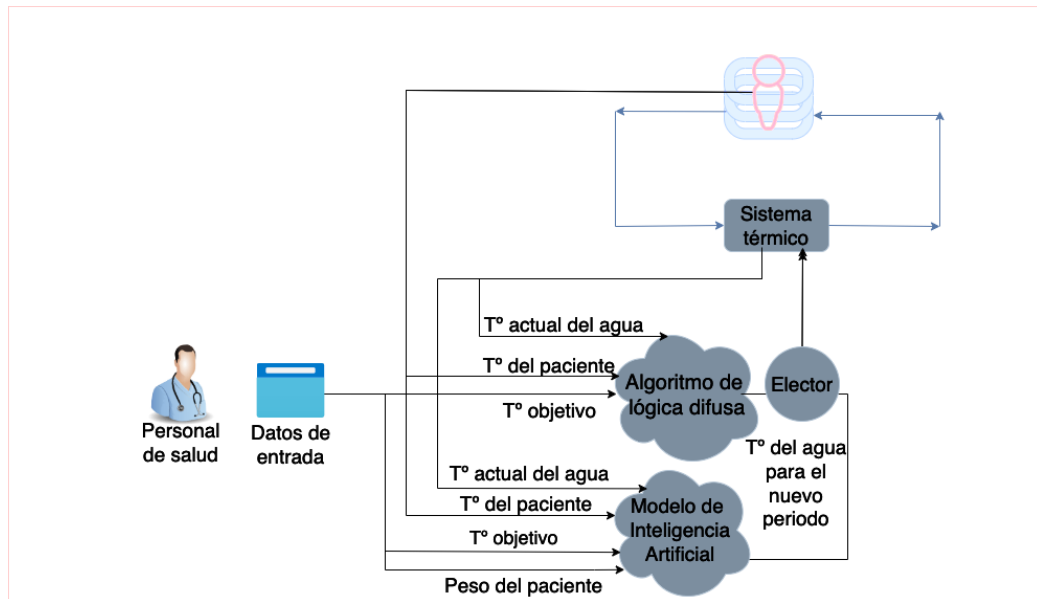 Sistema
térmico
Tº actual del agua
Tº del paciente
Tº objetivo
Algoritmo de
lógica difusa
Elector
Personal
de salud
Datos de
entrada
Tº del agua
para el
nuevo
periodo
Tº actual del agua
Tº del paciente
Tº objetivo
Peso del paciente
Modelo de
Inteligencia
Artificial